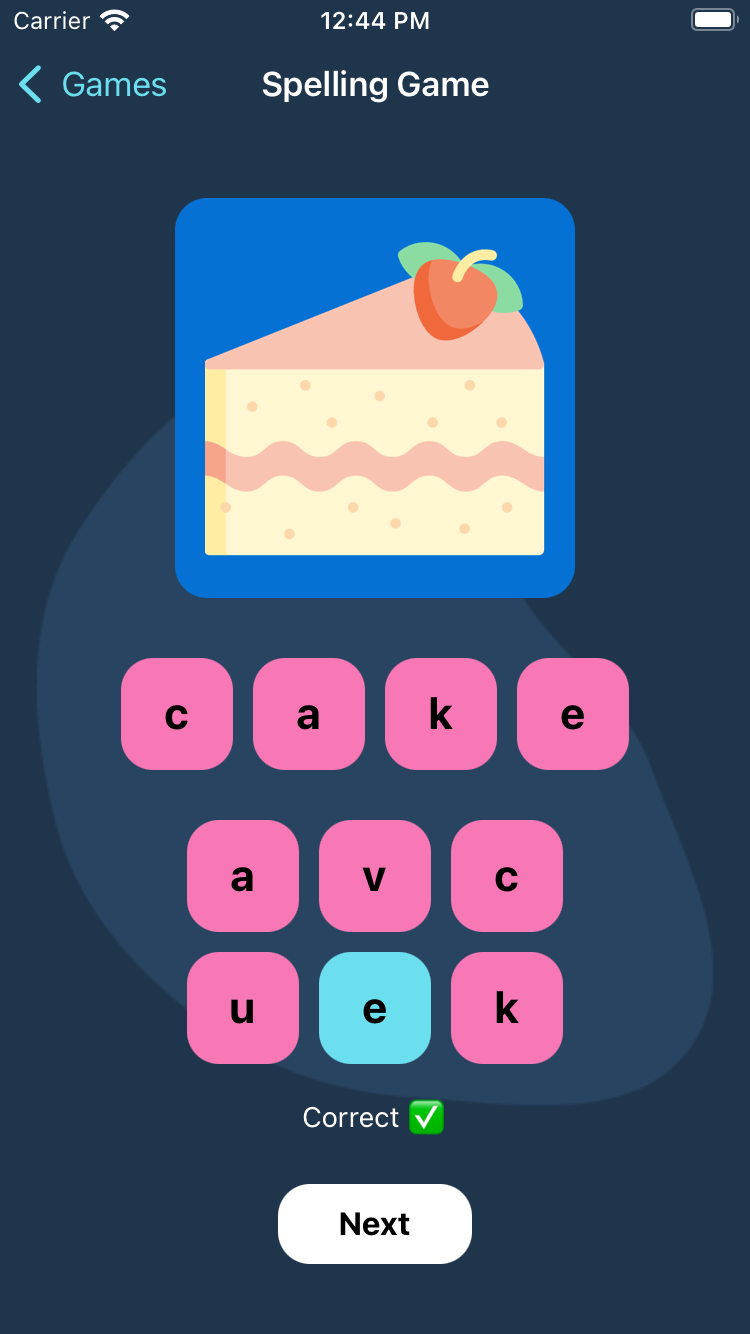 Carrier 12:44 PM
Games Spelling Game
c a k e
a v c
u e k
Correct ✅
Next